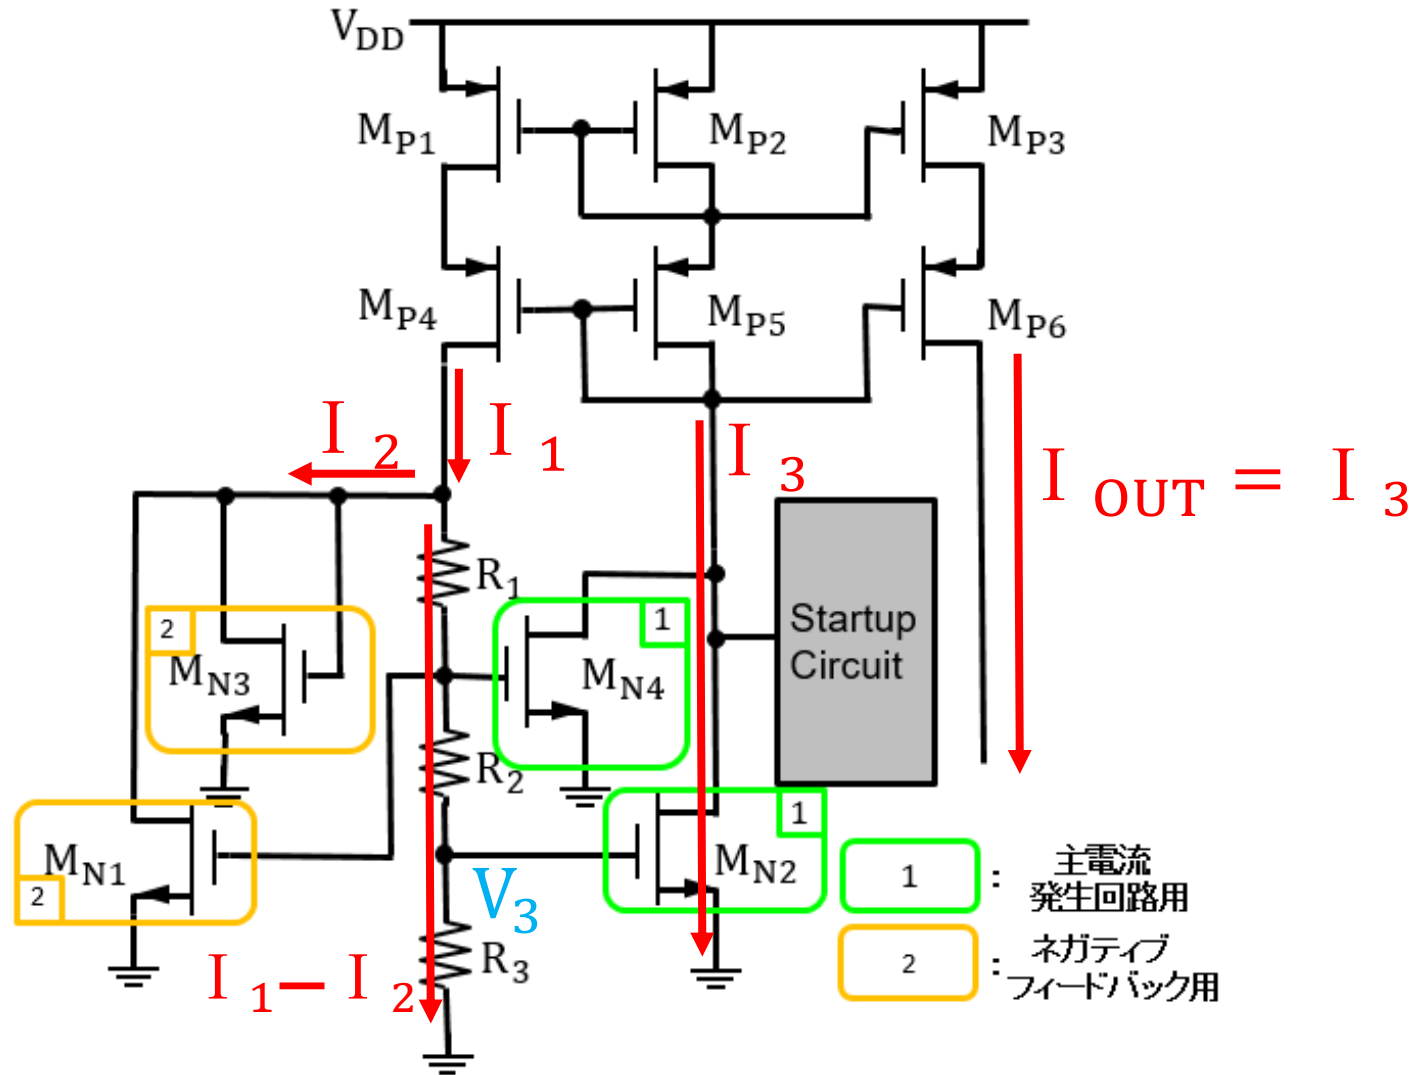 VDD
MP1
MP2
MP3
MP4
MP5
MP6
I 2
I 1
I 3
I OUT = I 3
R1
2
MN3
1
MN4
Startup
Circuit
R2
1
MN2
MN1
2
V3
R3
I 1 − I 2
1 : 主電流
発生回路用
2 : ネガティブ
フィードバック用